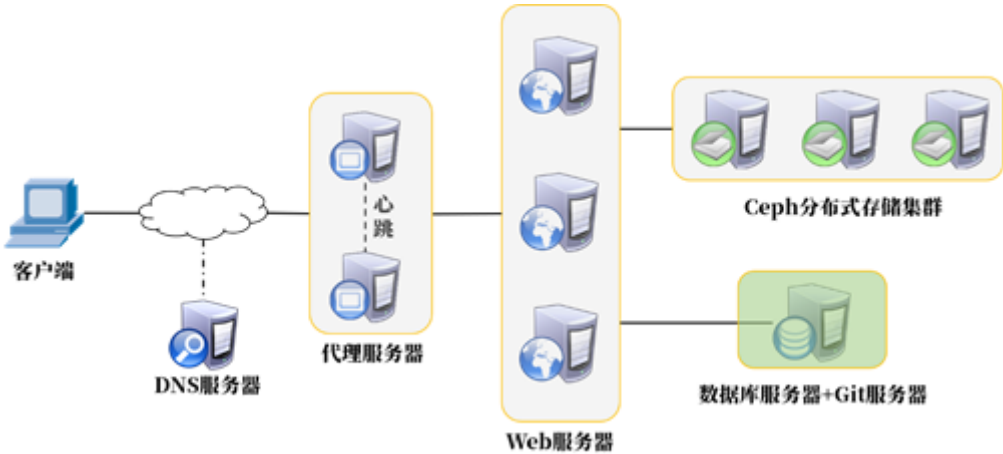 客户端
DNS服务器
心
跳
代理服务器
Web服务器
Ceph分布式存储集群
数据库服务器+Git服务器